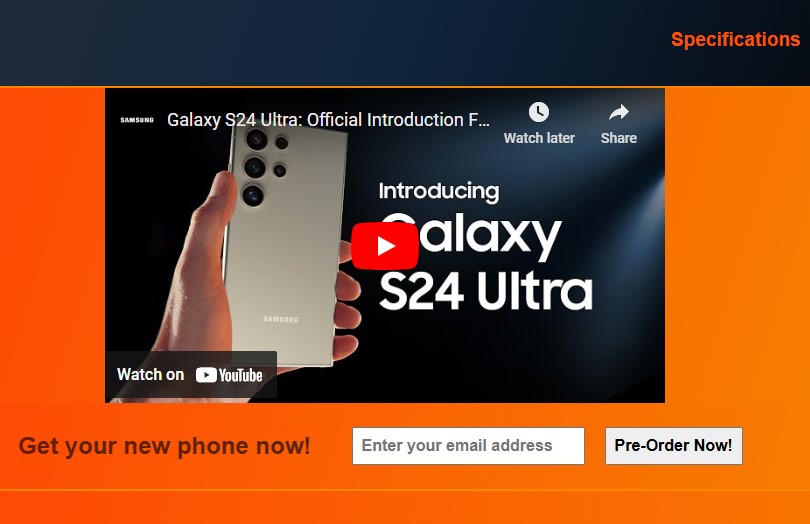 Specifications
SAMSUNG
Galaxy S24 Ultra: Official Introduction F...
Watch later
Share
Introducing
Galaxy
S24 Ultra
SAMSUNG
Watch on YouTube
Get your new phone now!
Enter your email address
Pre-Order Now!